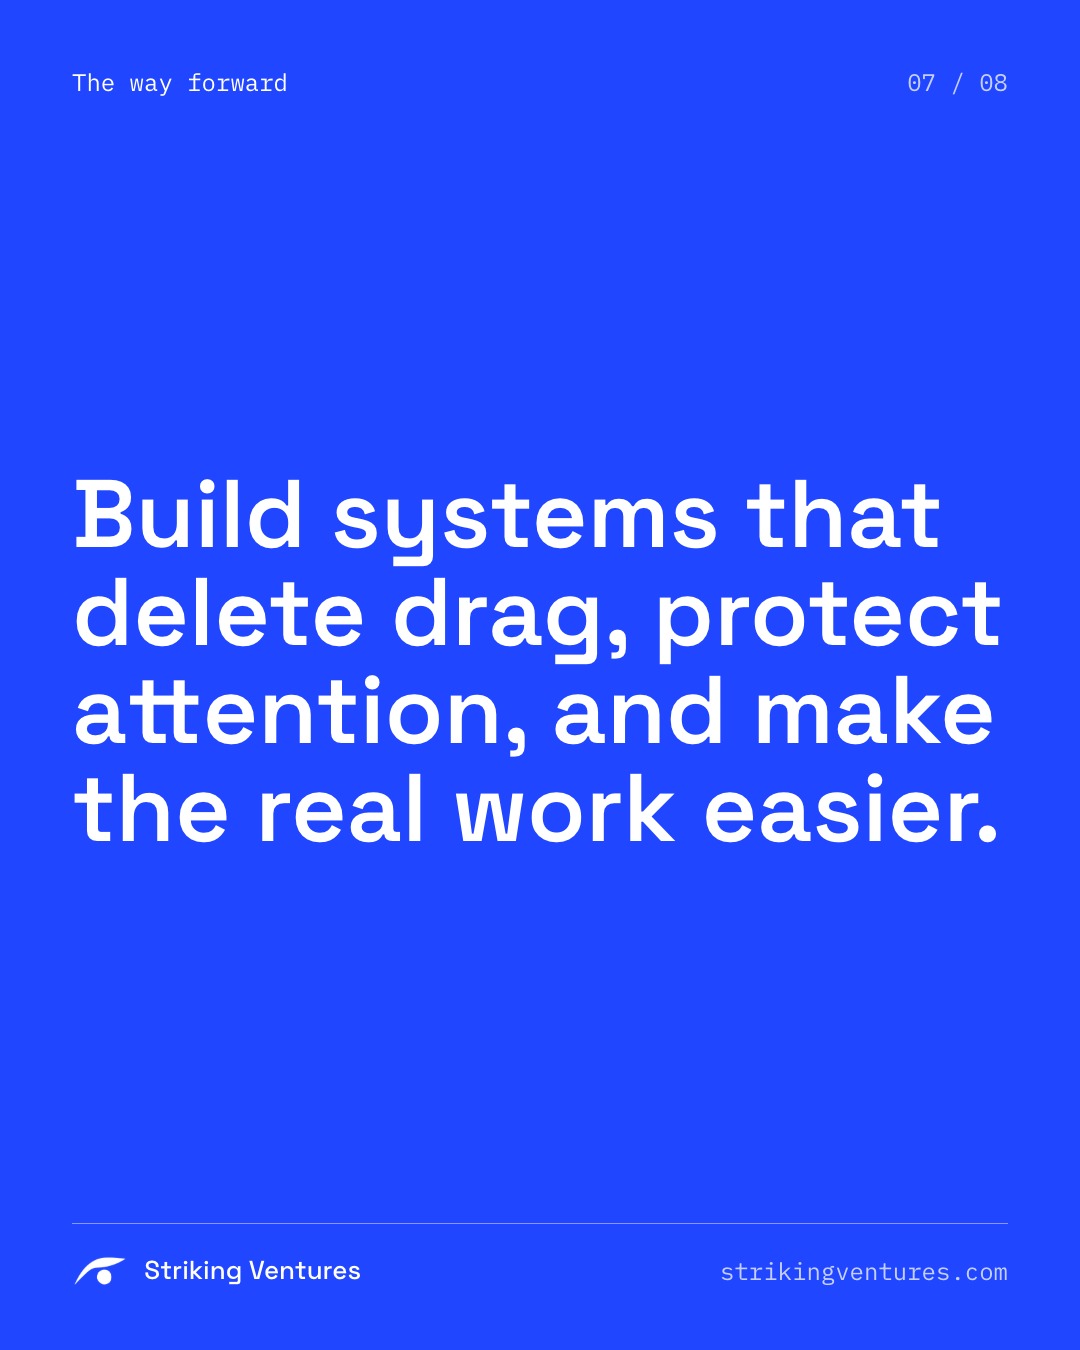 The way forward
07 / 08
Build systems that
delete drag, protect
attention, and make
the real work easier.
Striking Ventures
strikingventures.com